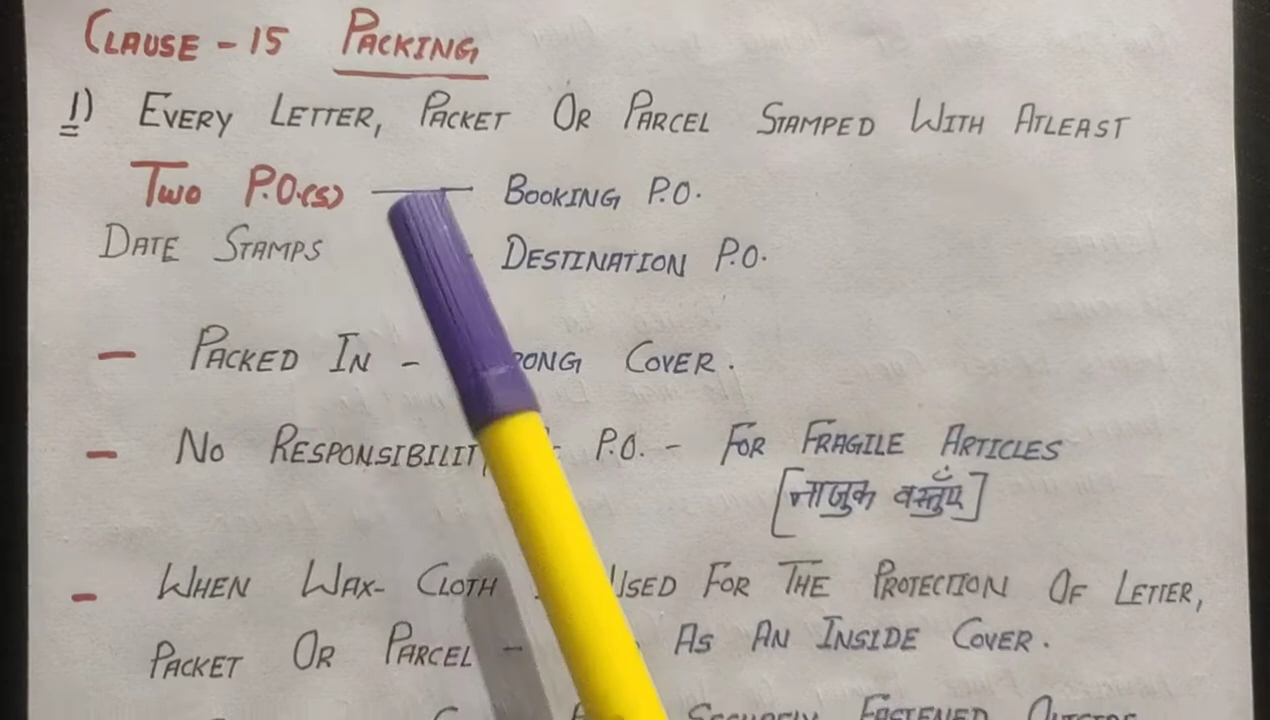 CLAUSE - 15 PACKING
1) EVERY LETTER, PACKET OR PARCEL STAMPED WITH ATLEAST
TWO P.O.(S) — BOOKING P.O.
DATE STAMPS DESTINATION P.O.
- PACKED IN - COVER.
- NO P.O. - FOR FRAGILE ARTICLES
[नाजुक वस्तुएँ]
- WHEN WAX- CLOTH USED FOR THE PROTECTION OF LETTER,
PACKET OR PARCEL - AS AN INSIDE COVER.
SECURELY FASTENED